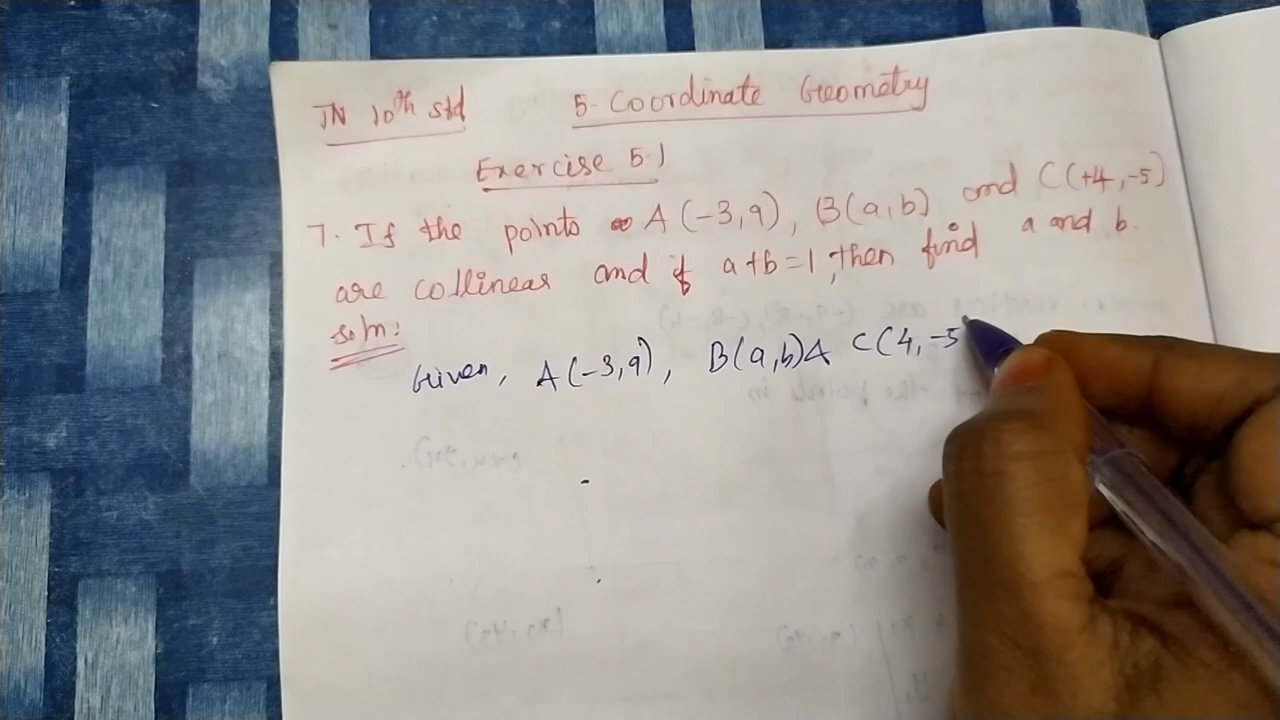 TN 10th std 5. Coordinate Geometry
Exercise 5.1
7. If the points A(-3,9), B(a,b) and C(+4,-5)
are collinear and if a+b=1, then find a and b.
soln:
Given, A(-3,9), B(a,b) & C(4,-5